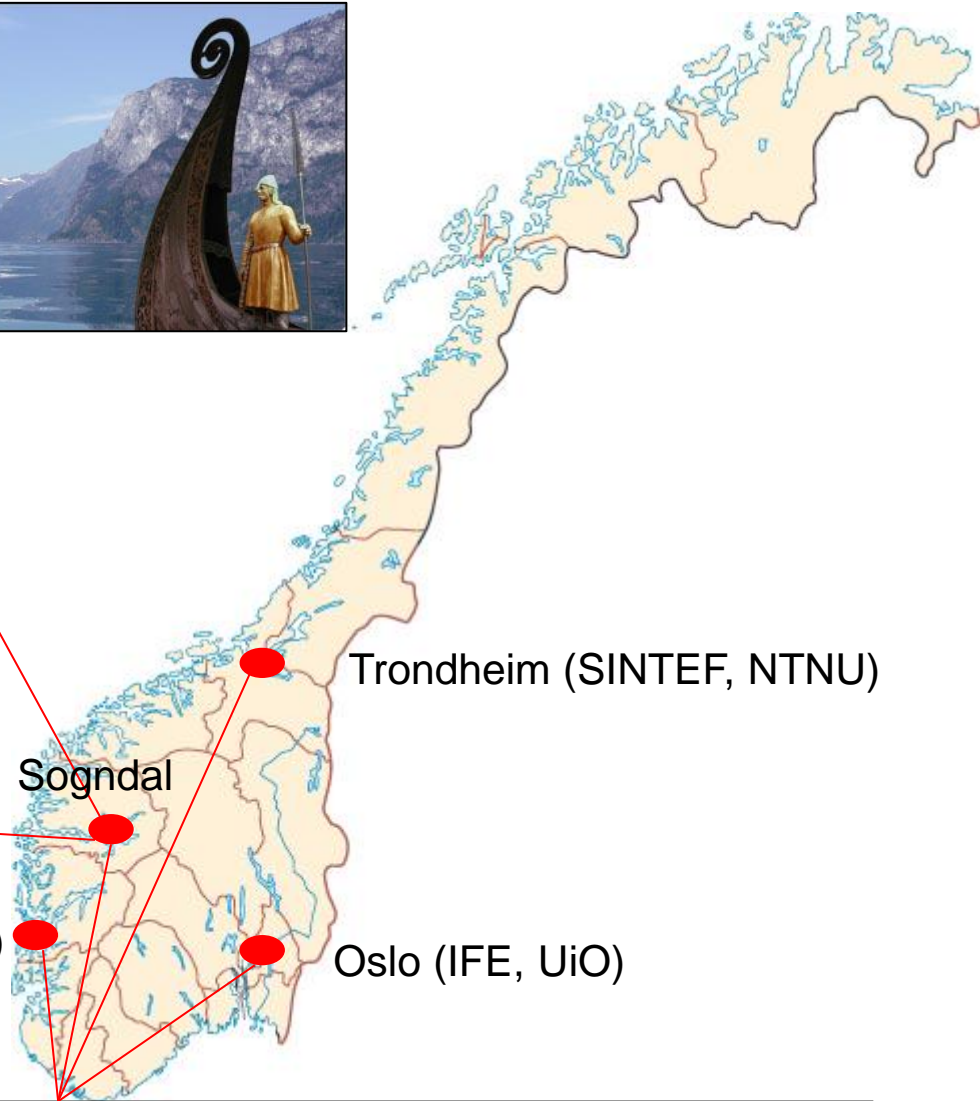 Trondheim (SINTEF, NTNU)
Sogndal
)
Oslo (IFE, UiO)